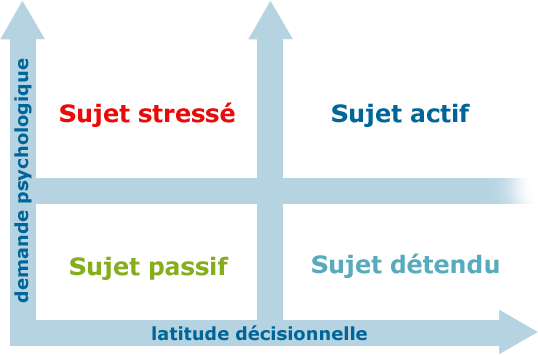 demande psychologique
Sujet stressé
Sujet actif
Sujet passif
Sujet détendu
latitude décisionnelle